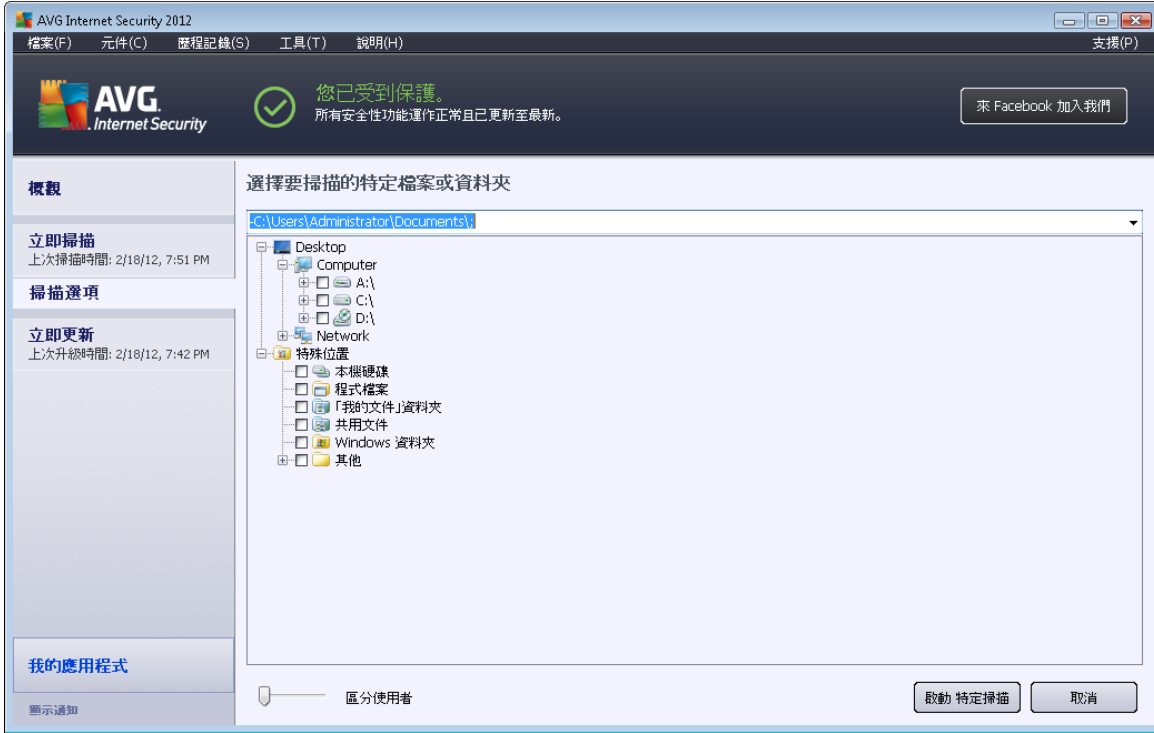 AVG Internet Security 2012
檔案(F) 元件(C) 歷程記錄(S) 工具(T) 說明(H) 支援(P)
AVG.
Internet Security
您已受到保護。
所有安全性功能運作正常且已更新至最新。
來 Facebook 加入我們
概觀
立即掃描
上次掃描時間: 2/18/12, 7:51 PM
掃描選項
立即更新
上次升級時間: 2/18/12, 7:42 PM
我的應用程式
顯示通知
選擇要掃描的特定檔案或資料夾
-C:\Users\Administrator\Documents\;
Desktop
Computer
A:\
C:\
D:\
Network
特殊位置
本機硬碟
程式檔案
「我的文件」資料夾
共用文件
Windows 資料夾
其他
區分使用者
啟動 特定掃描
取消